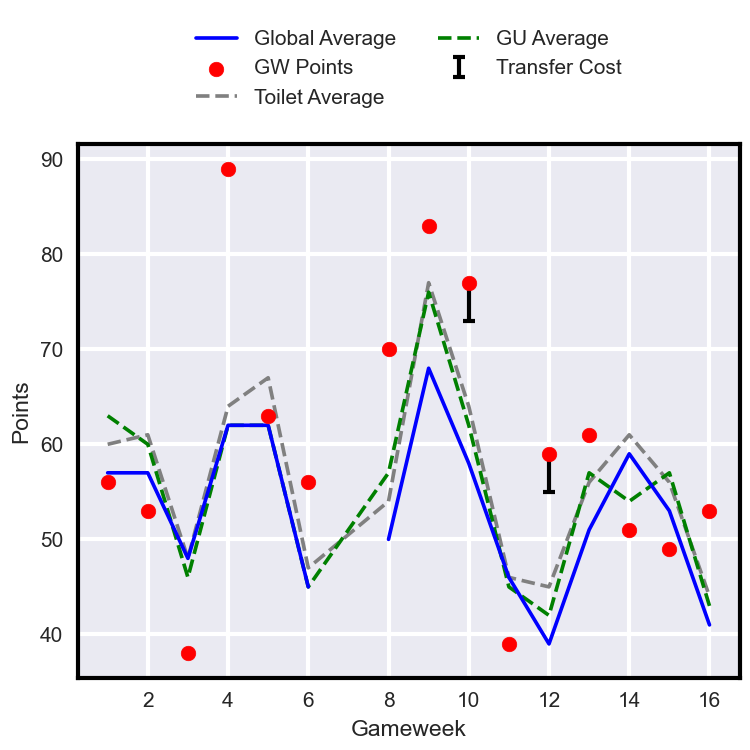 Global Average
GW Points
Toilet Average
GU Average
Transfer Cost
90
80
70
60
50
40
Points
2 4 6 8 10 12 14 16
Gameweek